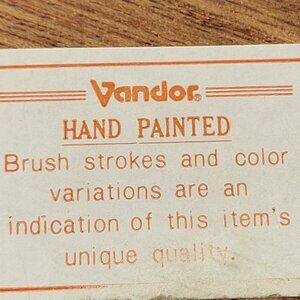 Vandor®
HAND PAINTED
Brush strokes and color
variations are an
indication of this item's
unique quality.